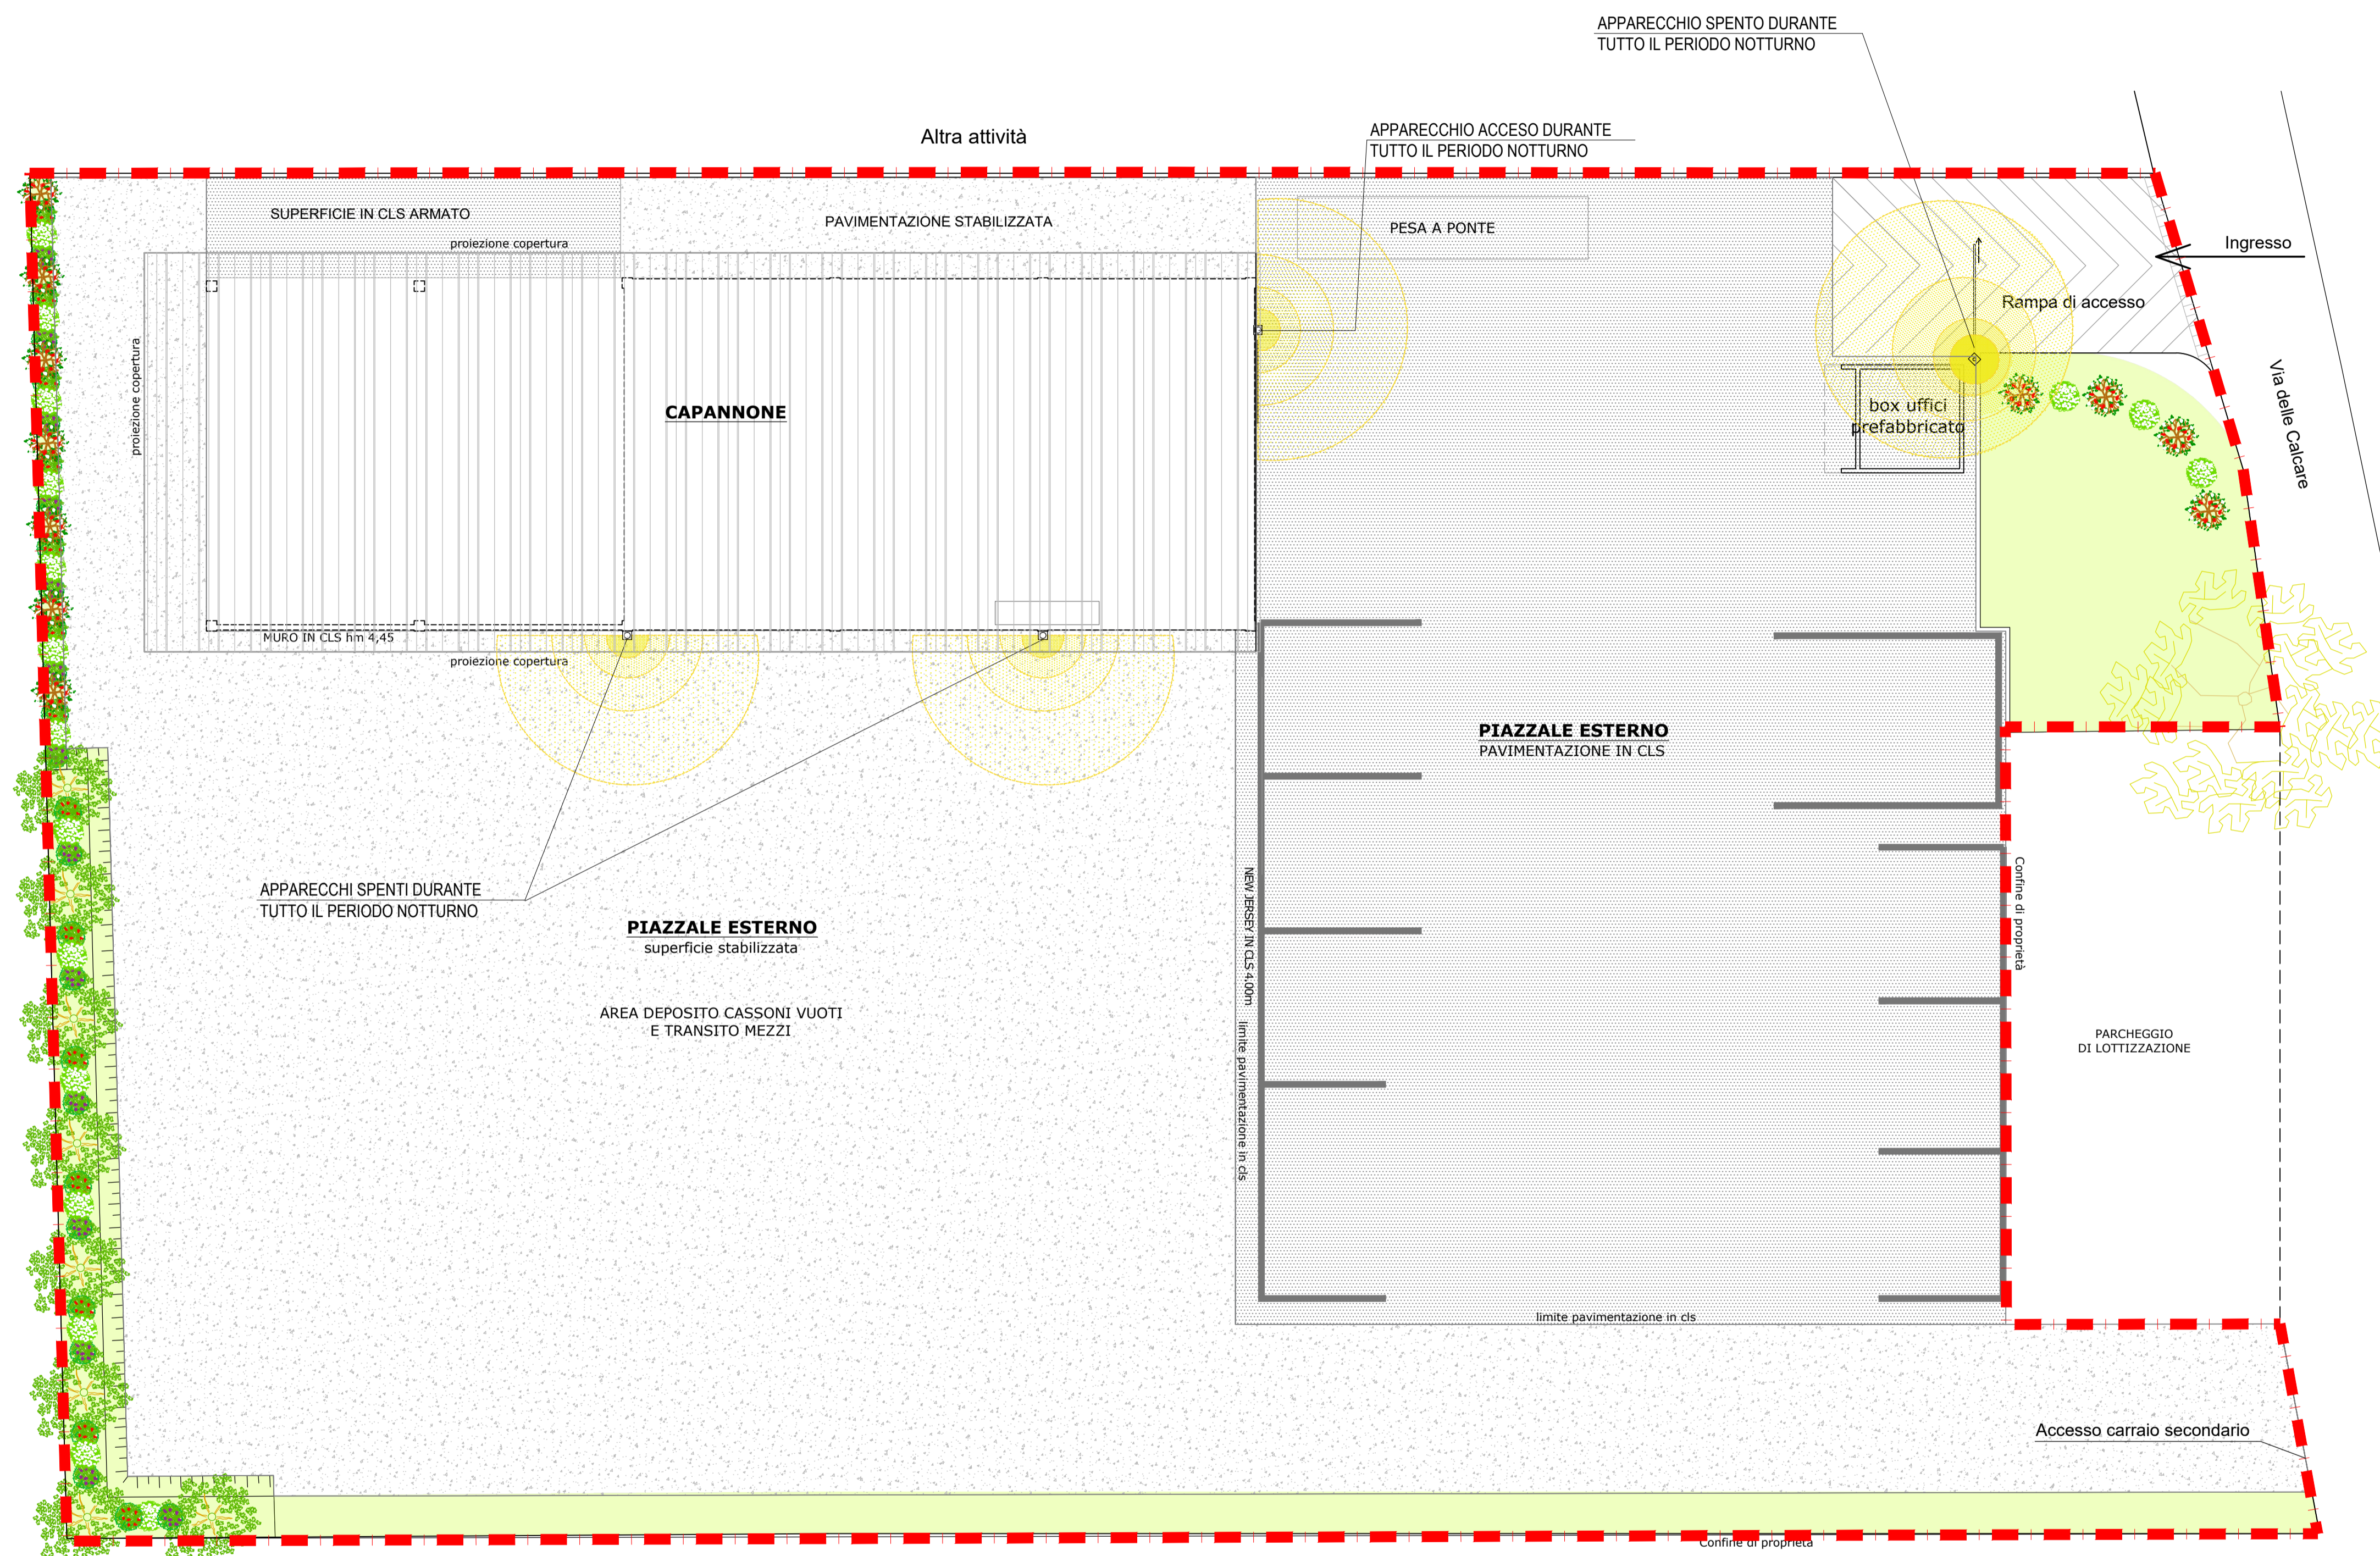 APPARECCHIO SPENTO DURANTE
TUTTO IL PERIODO NOTTURNO
Altra attività
APPARECCHIO ACCESO DURANTE
TUTTO IL PERIODO NOTTURNO
SUPERFICIE IN CLS ARMATO
PAVIMENTAZIONE STABILIZZATA
PESA A PONTE
Ingresso
proiezione copertura
Rampa di accesso
proiezione copertura
Via delle Calcare
CAPANNONE
box uffici
prefabbricato
MURO IN CLS hm 4,45
proiezione copertura
PIAZZALE ESTERNO
PAVIMENTAZIONE IN CLS
APPARECCHI SPENTI DURANTE
TUTTO IL PERIODO NOTTURNO
NEW JERSEY IN CLS 4.00m
Confine di proprietà
PIAZZALE ESTERNO
superficie stabilizzata
AREA DEPOSITO CASSONI VUOTI
E TRANSITO MEZZI
limite pavimentazione in cls
PARCHEGGIO
DI LOTTIZZAZIONE
limite pavimentazione in cls
Accesso carraio secondario
Confine di proprietà